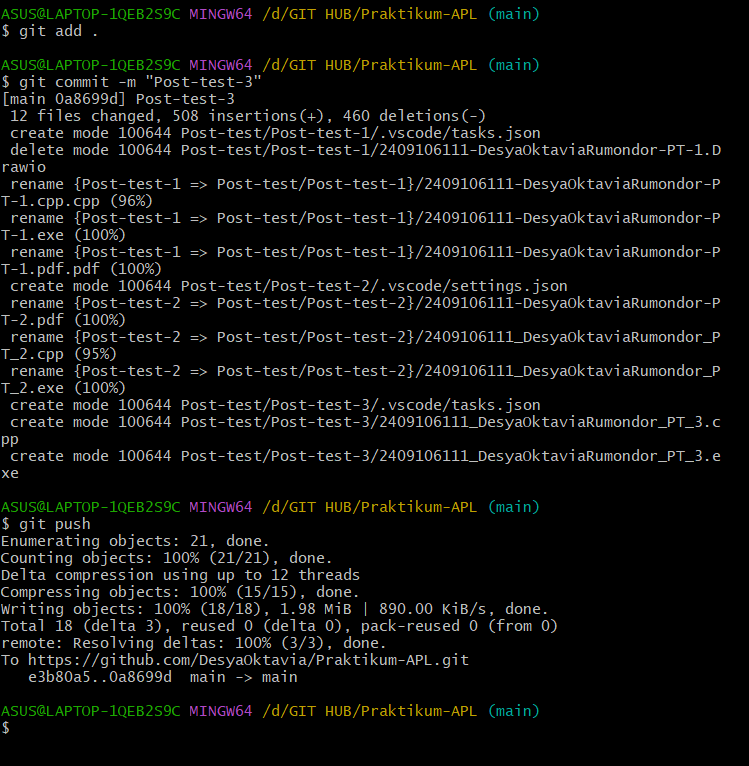 ASUS@LAPTOP-1QEB2S9C MINGW64 /d/GIT HUB/Praktikum-APL (main)
$ git add .
ASUS@LAPTOP-1QEB2S9C MINGW64 /d/GIT HUB/Praktikum-APL (main)
$ git commit -m "Post-test-3"
[main 0a8699d] Post-test-3
 12 files changed, 508 insertions(+), 460 deletions(-)
 create mode 100644 Post-test/Post-test-1/.vscode/tasks.json
 delete mode 100644 Post-test/Post-test-1/2409106111-DesyaOktaviaRumondor-PT-1.D
rawio
 rename {Post-test-1 => Post-test/Post-test-1}/2409106111-DesyaOktaviaRumondor-P
T-1.cpp.cpp (96%)
 rename {Post-test-1 => Post-test/Post-test-1}/2409106111-DesyaOktaviaRumondor-P
T-1.exe (100%)
 rename {Post-test-1 => Post-test/Post-test-1}/2409106111-DesyaOktaviaRumondor-P
T-1.pdf.pdf (100%)
 create mode 100644 Post-test/Post-test-2/.vscode/settings.json
 rename {Post-test-2 => Post-test/Post-test-2}/2409106111-DesyaOktaviaRumondor-P
T-2.pdf (100%)
 rename {Post-test-2 => Post-test/Post-test-2}/2409106111_DesyaOktaviaRumondor_P
T_2.cpp (95%)
 rename {Post-test-2 => Post-test/Post-test-2}/2409106111_DesyaOktaviaRumondor_P
T_2.exe (100%)
 create mode 100644 Post-test/Post-test-3/.vscode/tasks.json
 create mode 100644 Post-test/Post-test-3/2409106111_DesyaOktaviaRumondor_PT_3.c
pp
 create mode 100644 Post-test/Post-test-3/2409106111_DesyaOktaviaRumondor_PT_3.e
xe
ASUS@LAPTOP-1QEB2S9C MINGW64 /d/GIT HUB/Praktikum-APL (main)
$ git push
Enumerating objects: 21, done.
Counting objects: 100% (21/21), done.
Delta compression using up to 12 threads
Compressing objects: 100% (15/15), done.
Writing objects: 100% (18/18), 1.98 MiB | 890.00 KiB/s, done.
Total 18 (delta 3), reused 0 (delta 0), pack-reused 0 (from 0)
remote: Resolving deltas: 100% (3/3), done.
To https://github.com/DesyaOktavia/Praktikum-APL.git
   e3b80a5..0a8699d  main -> main
ASUS@LAPTOP-1QEB2S9C MINGW64 /d/GIT HUB/Praktikum-APL (main)
$